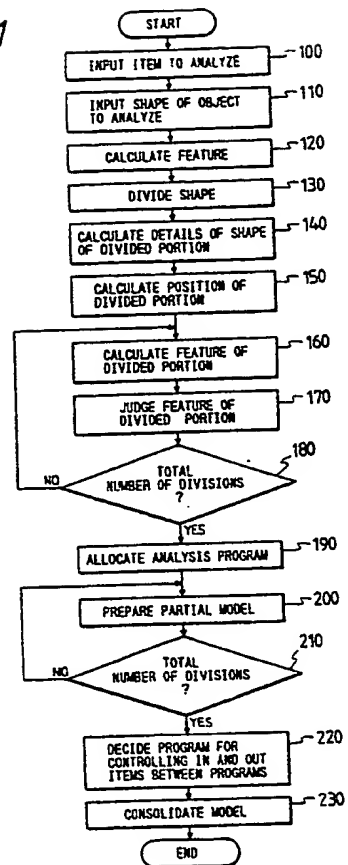 1
START
INPUT ITEM TO ANALYZE
100
INPUT SHAPE OF OBJECT
TO ANALYZE
110
CALCULATE FEATURE
120
DIVIDE SHAPE
130
CALCULATE DETAILS OF SHAPE
OF DIVIDED PORTION
140
CALCULATE POSITION OF
DIVIDED PORTION
150
CALCULATE FEATURE OF
DIVIDED PORTION
160
JUDGE FEATURE OF
DIVIDED PORTION
170
TOTAL
NUMBER OF DIVISIONS
?
180
NO
YES
ALLOCATE ANALYSIS PROGRAM
190
PREPARE PARTIAL MODEL
200
TOTAL
NUMBER OF DIVISIONS
?
210
NO
YES
DECIDE PROGRAM FOR
CONTROLLING IN AND OUT
ITEMS BETWEEN PROGRAMS
220
CONSOLIDATE MODEL
230
END